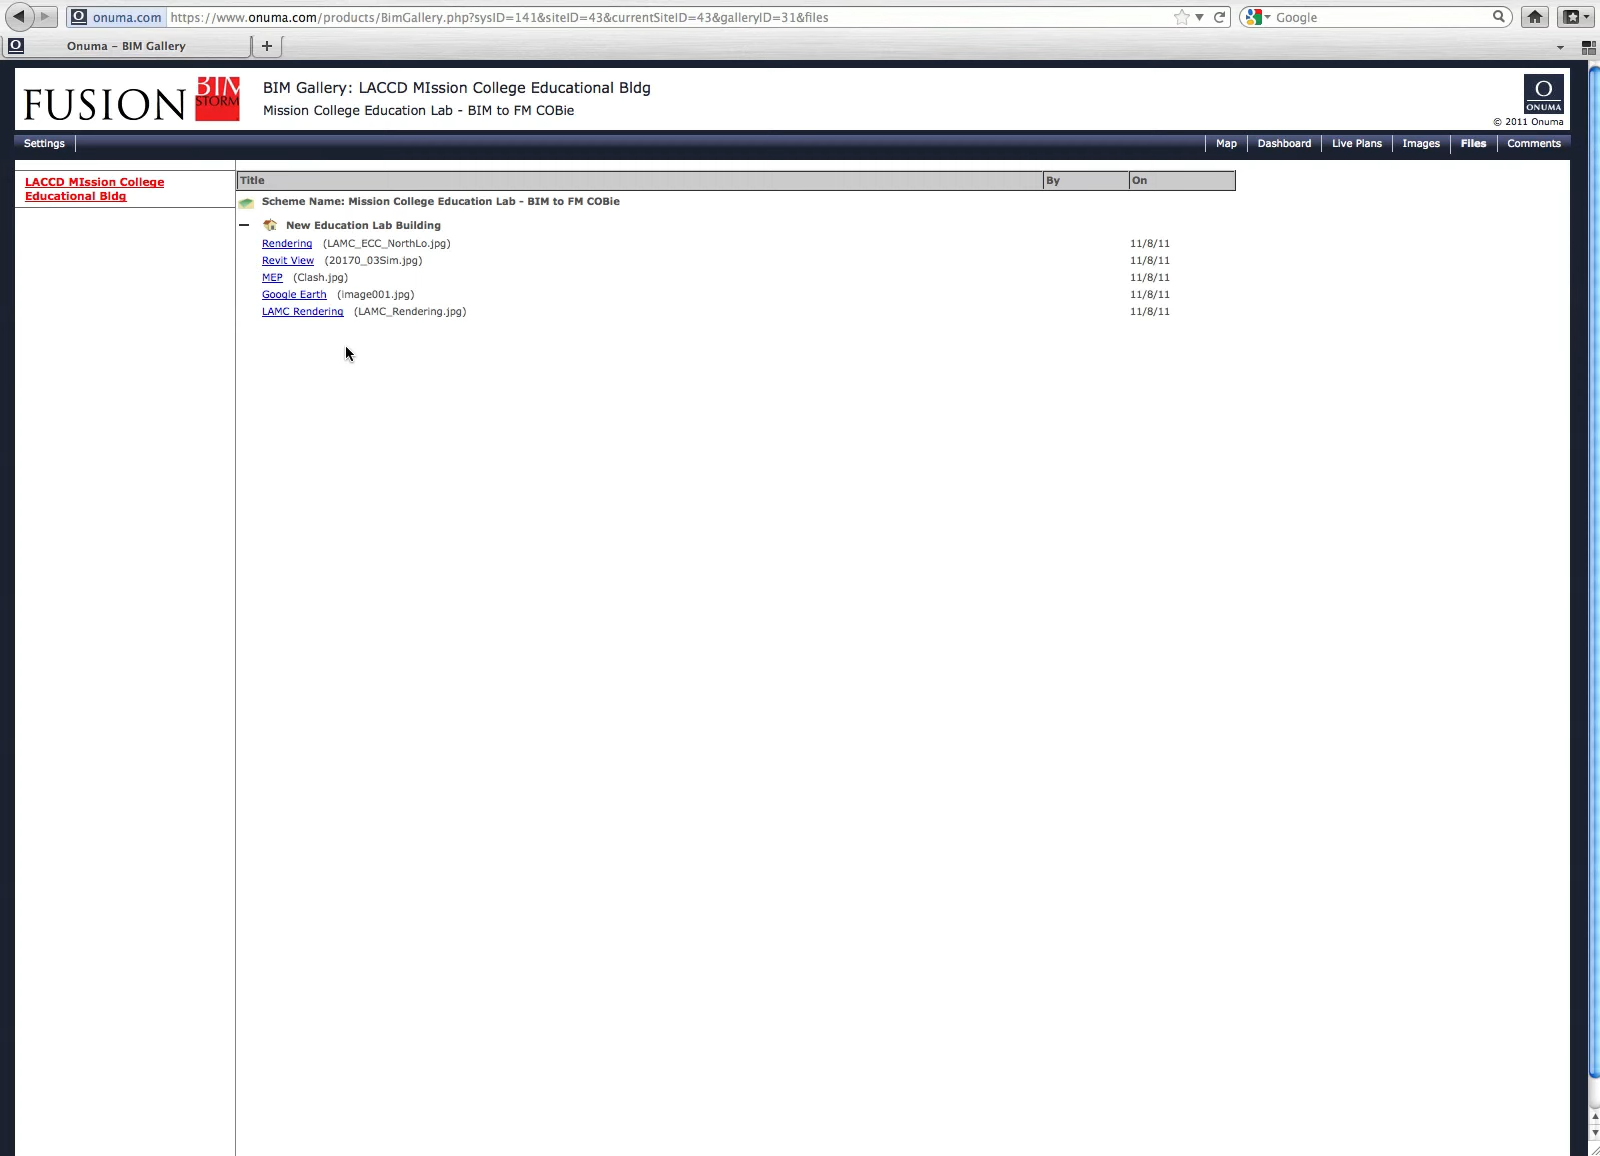 onuma.com https://www.onuma.com/products/BimGallery.php?sysID=141&siteID=43&currentSiteID=43&galleryID=31&files
Google
Onuma – BIM Gallery
FUSION BIM STORM
BIM Gallery: LACCD MIssion College Educational Bldg
Mission College Education Lab - BIM to FM COBie
ONUMA
© 2011 Onuma
Settings Map Dashboard Live Plans Images Files Comments
LACCD MIssion College
Educational Bldg
Title By On
Scheme Name: Mission College Education Lab - BIM to FM COBie
New Education Lab Building
Rendering (LAMC_ECC_NorthLo.jpg) 11/8/11
Revit View (20170_03Sim.jpg) 11/8/11
MEP (Clash.jpg) 11/8/11
Google Earth (image001.jpg) 11/8/11
LAMC Rendering (LAMC_Rendering.jpg) 11/8/11